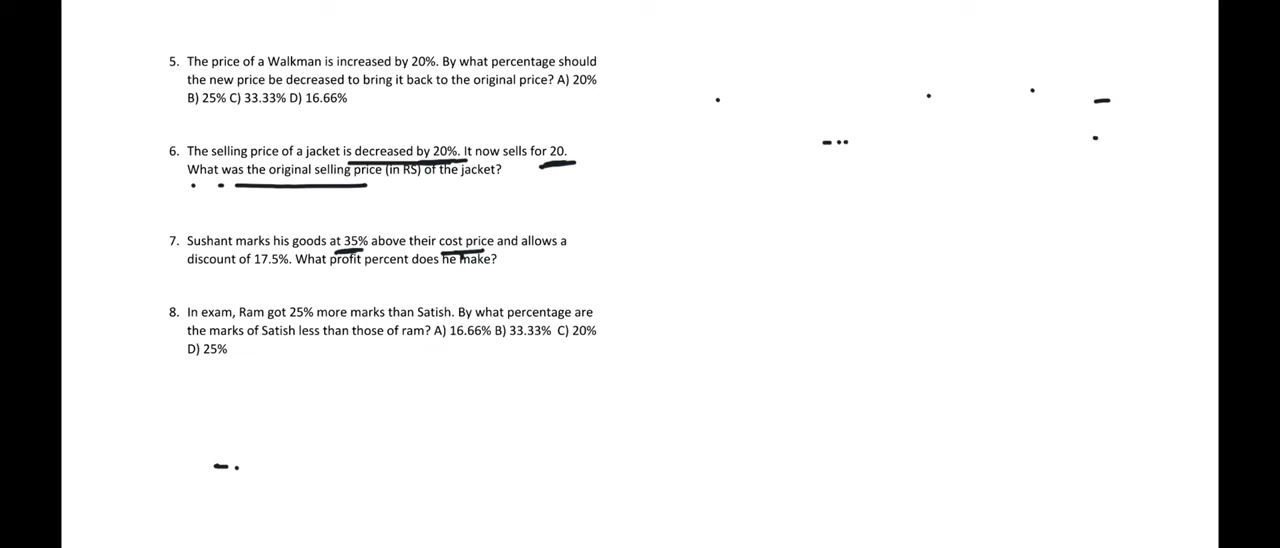 5. The price of a Walkman is increased by 20%. By what percentage should
the new price be decreased to bring it back to the original price? A) 20%
B) 25% C) 33.33% D) 16.66%
6. The selling price of a jacket is decreased by 20%. It now sells for 20.
What was the original selling price (in RS) of the jacket?
7. Sushant marks his goods at 35% above their cost price and allows a
discount of 17.5%. What profit percent does he make?
8. In exam, Ram got 25% more marks than Satish. By what percentage are
the marks of Satish less than those of ram? A) 16.66% B) 33.33% C) 20%
D) 25%